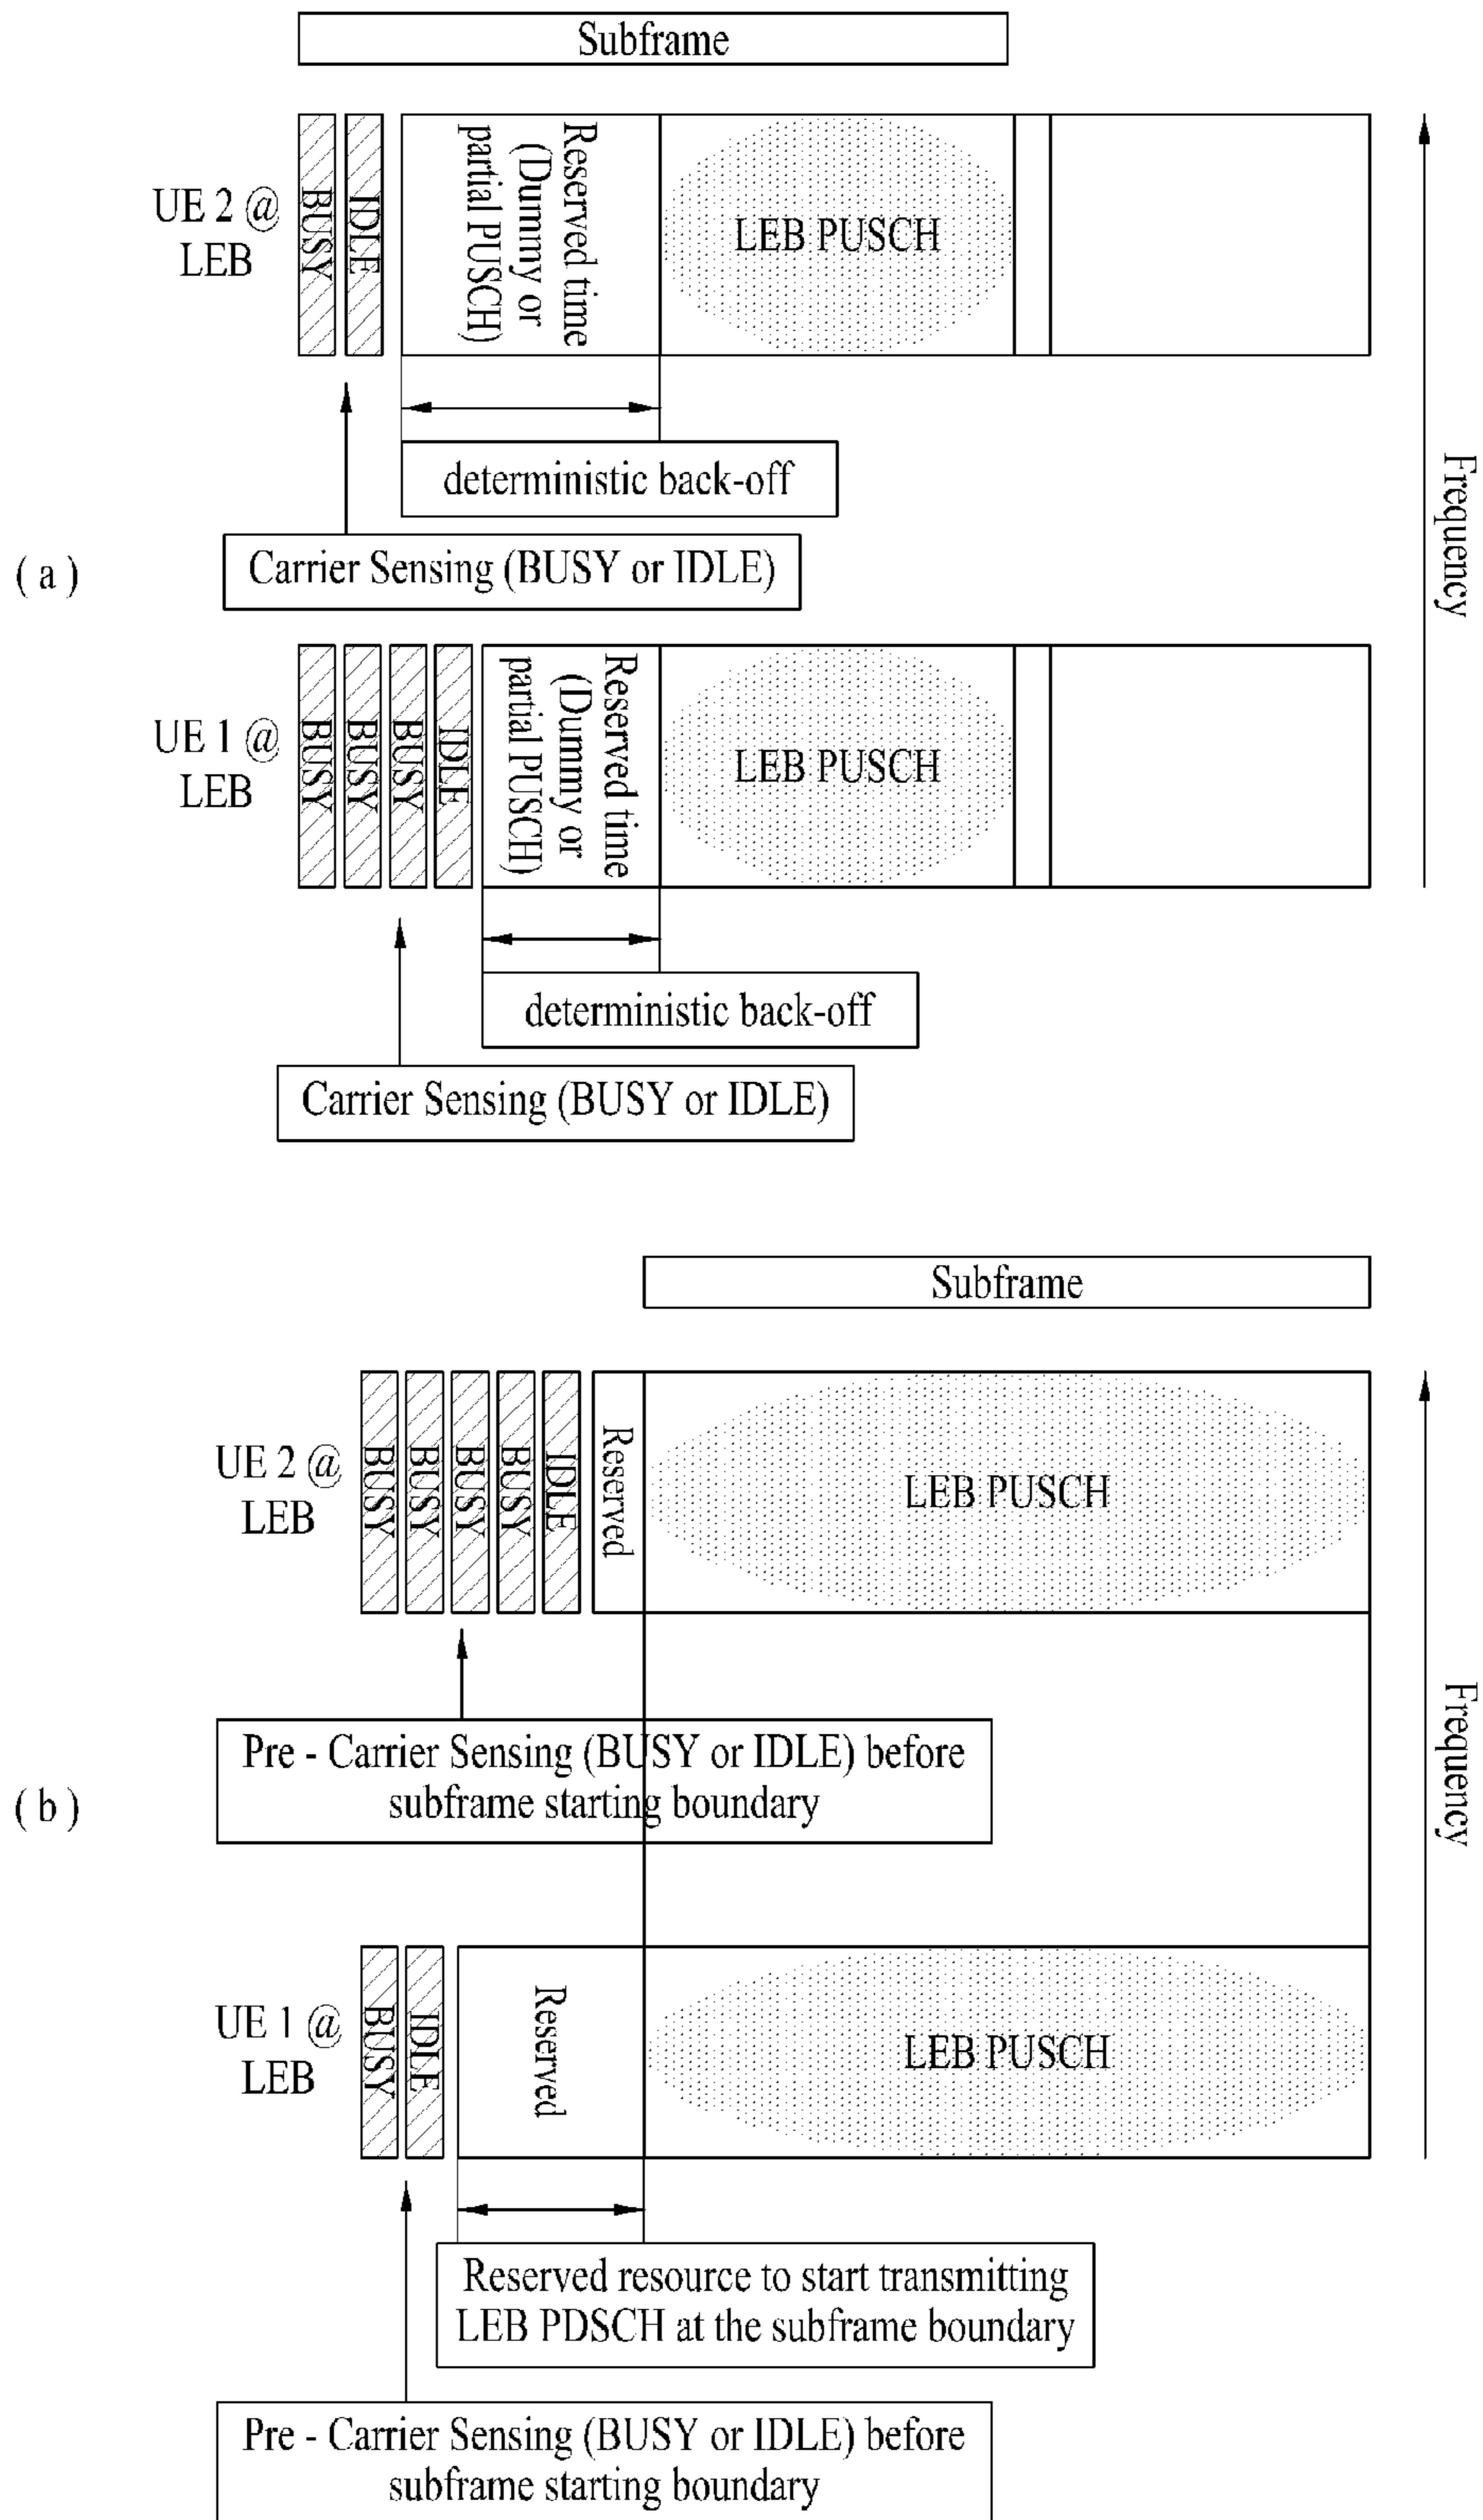 Subframe
UE 2 @
LEB
BUSY
IDLE
Reserved time
(Dummy or
partial PUSCH)
LEB PUSCH
deterministic back-off
Carrier Sensing (BUSY or IDLE)
( a )
Frequency
UE 1 @
LEB
BUSY
BUSY
BUSY
IDLE
Reserved time
(Dummy or
partial PUSCH)
LEB PUSCH
deterministic back-off
Carrier Sensing (BUSY or IDLE)
Subframe
UE 2 @
LEB
BUSY
BUSY
BUSY
BUSY
IDLE
Reserved
LEB PUSCH
Pre - Carrier Sensing (BUSY or IDLE) before
subframe starting boundary
( b )
Frequency
UE 1 @
LEB
BUSY
IDLE
Reserved
LEB PUSCH
Reserved resource to start transmitting
LEB PDSCH at the subframe boundary
Pre - Carrier Sensing (BUSY or IDLE) before
subframe starting boundary